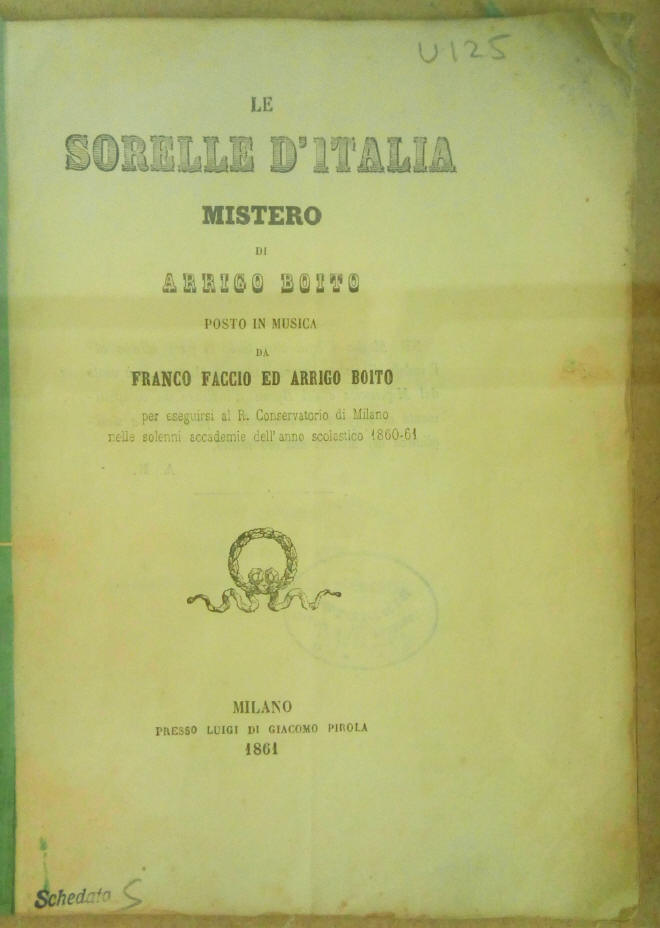 U125
LE
SORELLE D'ITALIA
MISTERO
DI
ARRIGO BOITO
POSTO IN MUSICA
DA
FRANCO FACCIO ED ARRIGO BOITO
per eseguirsi al R. Conservatorio di Milano
nelle solenni accademie dell'anno scolastico 1860-61
MILANO
PRESSO LUIGI DI GIACOMO PIROLA
1861
Schedato S